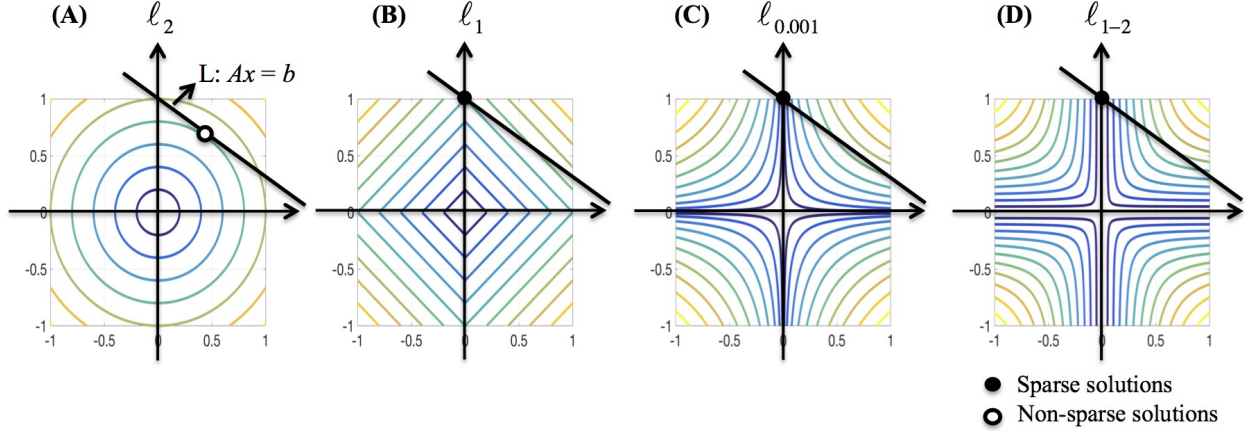 (A) ℓ2 (B) ℓ1 (C) ℓ0.001 (D) ℓ1−2
L: Ax = b
1 1 1 1
0.5 0.5 0.5 0.5
0 0 0 0
-0.5 -0.5 -0.5 -0.5
-1 -1 -1 -1
-1 -0.5 0 0.5 1 -1 -0.5 0 0.5 1 -1 -0.5 0 0.5 1 -1 -0.5 0 0.5 1
Sparse solutions
Non-sparse solutions